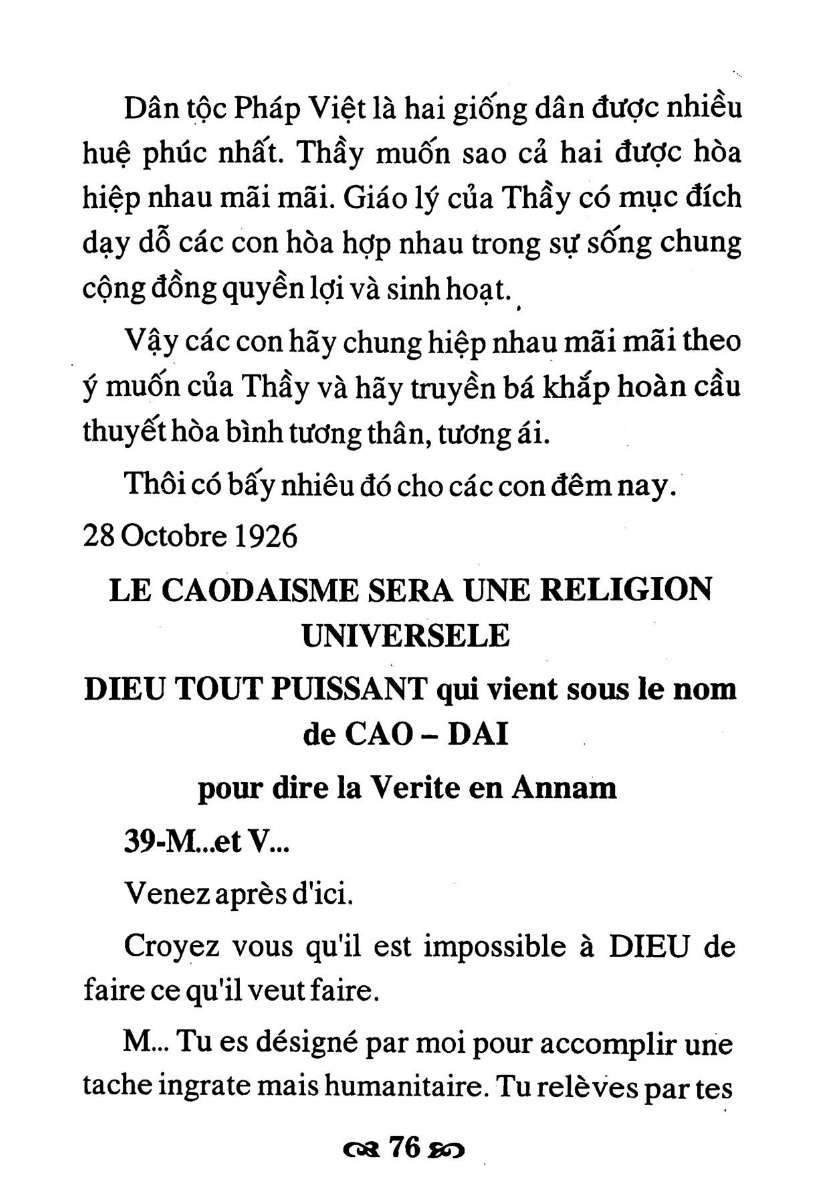 Dân tộc Pháp Việt là hai giống dân được nhiều
huệ phúc nhất. Thầy muốn sao cả hai được hòa
hiệp nhau mãi mãi. Giáo lý của Thầy có mục đích
dạy dỗ các con hòa hợp nhau trong sự sống chung
cộng đồng quyền lợi và sinh hoạt.
Vậy các con hãy chung hiệp nhau mãi mãi theo
ý muốn của Thầy và hãy truyền bá khắp hoàn cầu
thuyết hòa bình tương thân, tương ái.
Thôi có bấy nhiêu đó cho các con đêm nay.
28 Octobre 1926
LE CAODAISME SERA UNE RELIGION
UNIVERSELE
DIEU TOUT PUISSANT qui vient sous le nom
de CAO – DAI
pour dire la Verite en Annam
39-M...et V...
Venez après d'ici.
Croyez vous qu'il est impossible à DIEU de
faire ce qu'il veut faire.
M... Tu es désigné par moi pour accomplir une
tache ingrate mais humanitaire. Tu relèves par tes
76